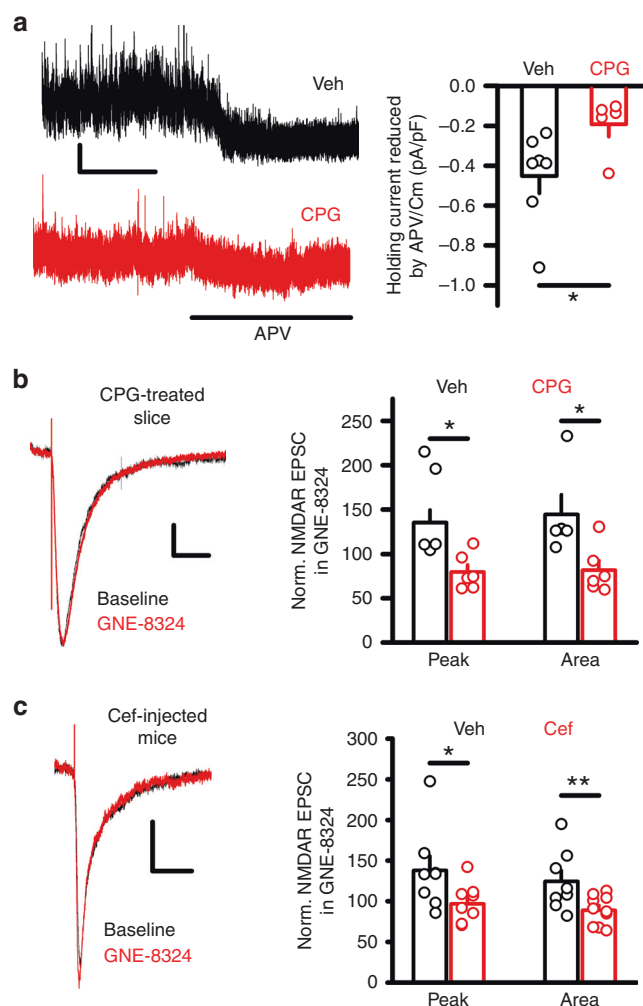 a
Veh
CPG
APV
Veh CPG
Holding current reduced
by APV/Cm (pA/pF)
0.0
−0.2
−0.4
−0.6
−0.8
−1.0
*
b
CPG-treated
slice
Baseline
GNE-8324
Veh CPG
Norm. NMDAR EPSC
in GNE-8324
250
200
150
100
50
0
* *
Peak Area
c
Cef-injected
mice
Baseline
GNE-8324
Veh Cef
Norm. NMDAR EPSC
in GNE-8324
300
250
200
150
100
50
0
* **
Peak Area